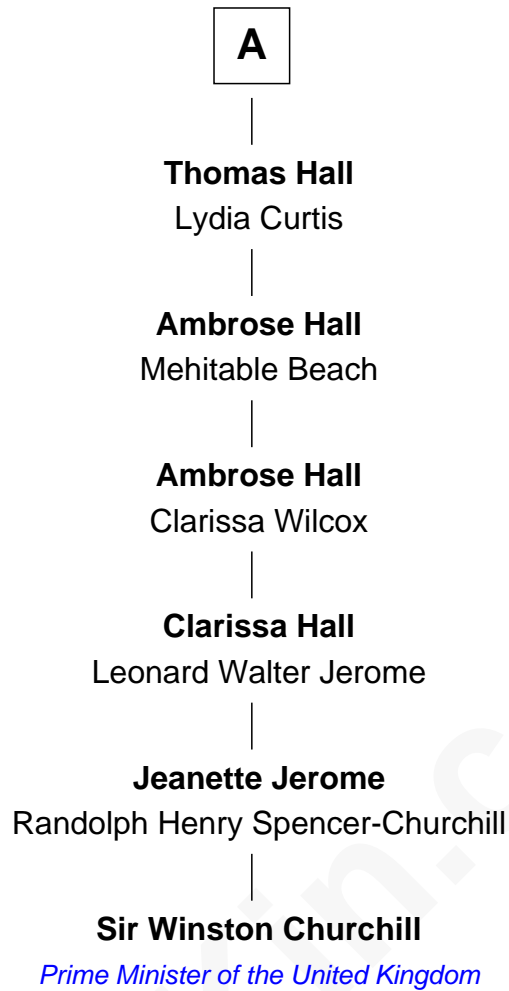 A
Thomas Hall
Lydia Curtis
Ambrose Hall
Mehitable Beach
Ambrose Hall
Clarissa Wilcox
Clarissa Hall
Leonard Walter Jerome
Jeanette Jerome
Randolph Henry Spencer-Churchill
Sir Winston Churchill
Prime Minister of the United Kingdom